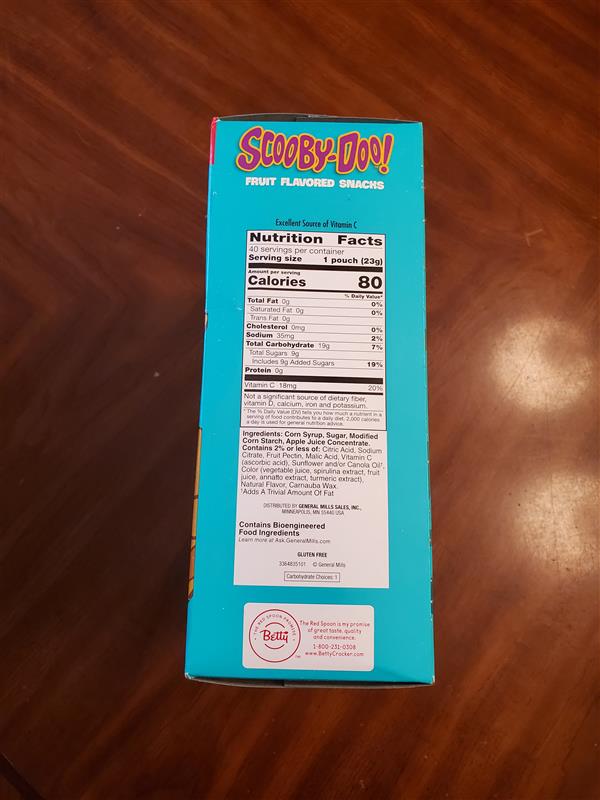 SCOOBY-DOO!
FRUIT FLAVORED SNACKS
Excellent Source of Vitamin C
Nutrition Facts
40 servings per container
Serving size 1 pouch (23g)
Amount per serving
Calories 80
% Daily Value*
Total Fat 0g 0%
Saturated Fat 0g 0%
Trans Fat 0g
Cholesterol 0mg 0%
Sodium 35mg 2%
Total Carbohydrate 19g 7%
Total Sugars 9g
Includes 9g Added Sugars 19%
Protein 0g
Vitamin C 18mg 20%
Not a significant source of dietary fiber,
vitamin D, calcium, iron and potassium.
*The % Daily Value (DV) tells you how much a nutrient in a
serving of food contributes to a daily diet. 2,000 calories
a day is used for general nutrition advice.
Ingredients: Corn Syrup, Sugar, Modified
Corn Starch, Apple Juice Concentrate.
Contains 2% or less of: Citric Acid, Sodium
Citrate, Fruit Pectin, Malic Acid, Vitamin C
(ascorbic acid), Sunflower and/or Canola Oil†,
Color (vegetable juice, spirulina extract, fruit
juice, annatto extract, turmeric extract),
Natural Flavor, Carnauba Wax.
†Adds A Trivial Amount Of Fat
DISTRIBUTED BY GENERAL MILLS SALES, INC.,
MINNEAPOLIS, MN 55440 USA
Contains Bioengineered
Food Ingredients
Learn more at Ask.GeneralMills.com
GLUTEN FREE
3364835101 © General Mills
Carbohydrate Choices: 1
THE RED SPOON PROMISE
Betty
TM
The Red Spoon is my promise
of great taste, quality
and convenience.
1-800-231-0308
www.BettyCrocker.com